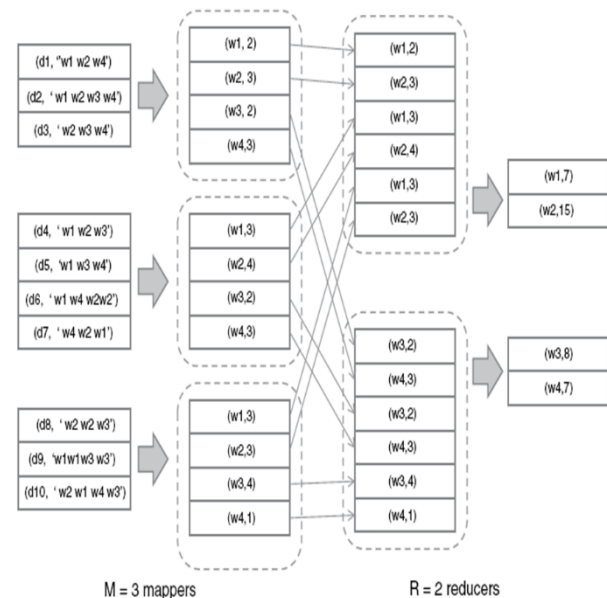 (d1, ''w1 w2 w4')
(d2, ' w1 w2 w3 w4')
(d3, ' w2 w3 w4')
(d4, ' w1 w2 w3')
(d5, 'w1 w3 w4')
(d6, ' w1 w4 w2w2')
(d7, ' w4 w2 w1')
(d8, ' w2 w2 w3')
(d9, 'w1w1w3 w3')
(d10, ' w2 w1 w4 w3')
(w1, 2)
(w2, 3)
(w3, 2)
(w4,3)
(w1,3)
(w2,4)
(w3,2)
(w4,3)
(w1,3)
(w2,3)
(w3,4)
(w4,1)
M = 3 mappers
(w1,2)
(w2,3)
(w1,3)
(w2,4)
(w1,3)
(w2,3)
(w3,2)
(w4,3)
(w3,2)
(w4,3)
(w3,4)
(w4,1)
R = 2 reducers
(w1,7)
(w2,15)
(w3,8)
(w4,7)